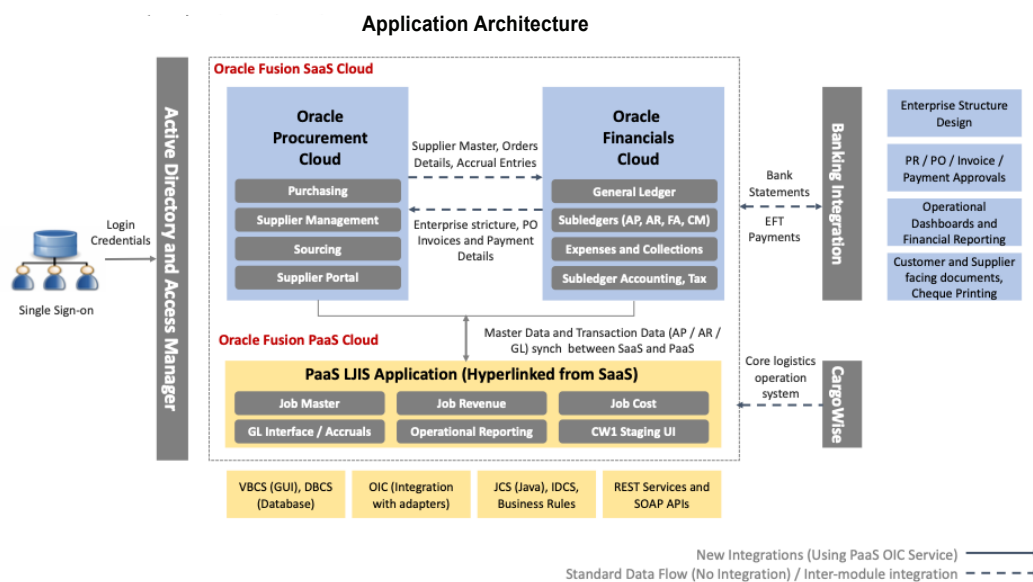 Application Architecture
Oracle Fusion SaaS Cloud
Active Directory and Access Manager
Login
Credentials
Single Sign-on
Oracle
Procurement
Cloud
Purchasing
Supplier Management
Sourcing
Supplier Portal
Supplier Master, Orders
Details, Accrual Entries
Enterprise stricture, PO
Invoices and Payment
Details
Oracle
Financials
Cloud
General Ledger
Subledgers (AP, AR, FA, CM)
Expenses and Collections
Subledger Accounting, Tax
Bank
Statements
EFT
Payments
Banking Integration
Enterprise Structure
Design
PR / PO / Invoice /
Payment Approvals
Operational
Dashboards and
Financial Reporting
Customer and Supplier
facing documents,
Cheque Printing
Oracle Fusion PaaS Cloud
Master Data and Transaction Data (AP / AR /
GL) synch between SaaS and PaaS
PaaS LJIS Application (Hyperlinked from SaaS)
Job Master
Job Revenue
Job Cost
GL Interface / Accruals
Operational Reporting
CW1 Staging UI
Core logistics
operation
system
CargoWise
VBCS (GUI), DBCS
(Database)
OIC (Integration
with adapters)
JCS (Java), IDCS,
Business Rules
REST Services and
SOAP APIs
New Integrations (Using PaaS OIC Service)
Standard Data Flow (No Integration) / Inter-module integration